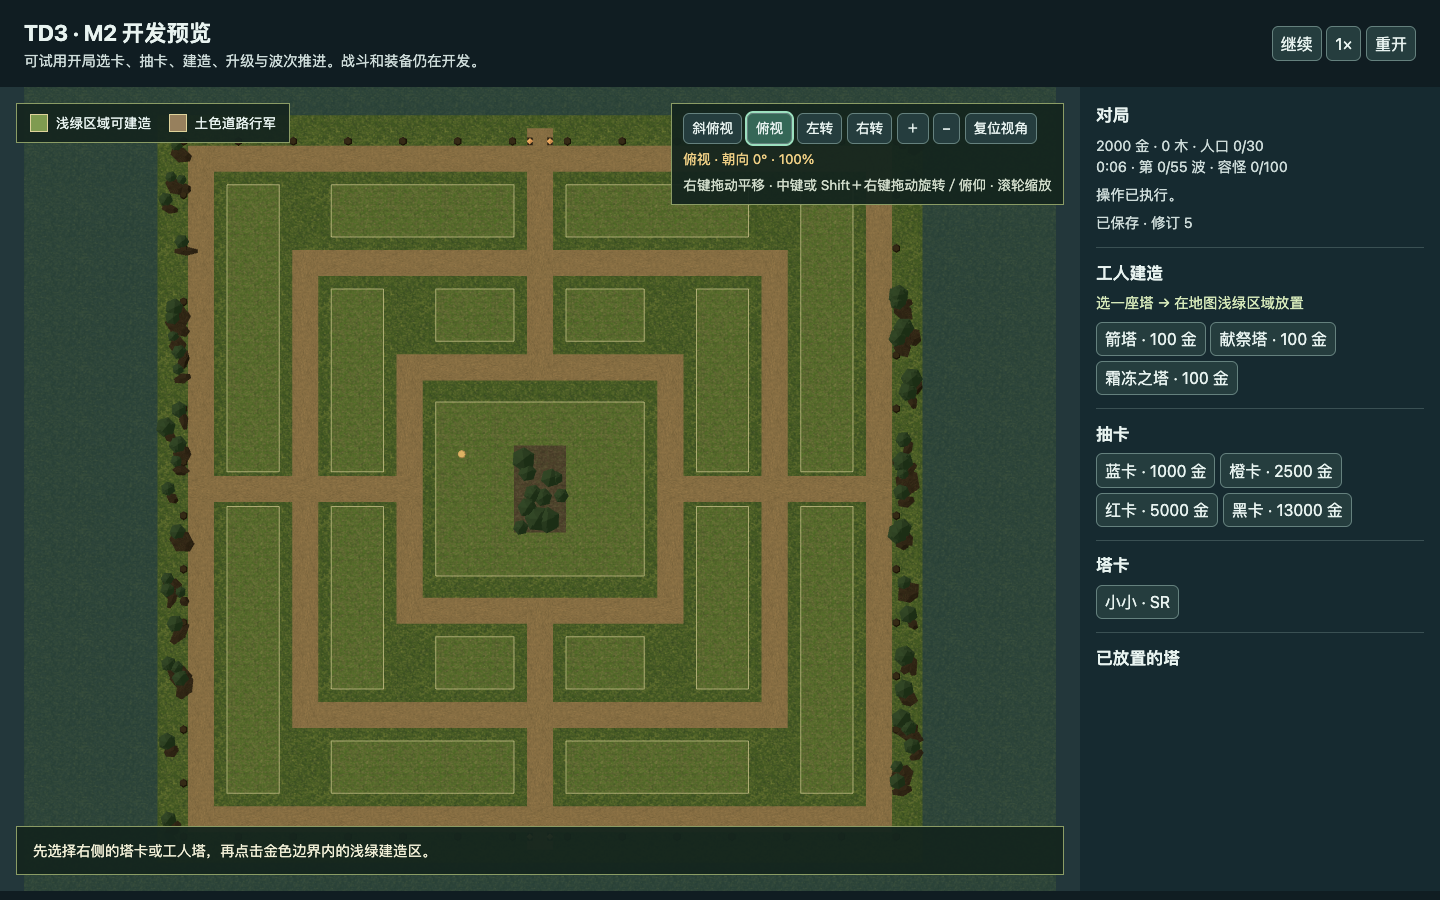 TD3 · M2 开发预览
可试用开局选卡、抽卡、建造、升级与波次推进。战斗和装备仍在开发。
继续 1× 重开
浅绿区域可建造 土色道路行军
斜俯视 俯视 左转 右转 + − 复位视角
俯视 · 朝向 0° · 100%
右键拖动平移 · 中键或 Shift+右键拖动旋转 / 俯仰 · 滚轮缩放
对局
2000 金 · 0 木 · 人口 0/30
0:06 · 第 0/55 波 · 容怪 0/100
操作已执行。
已保存 · 修订 5
工人建造
选一座塔 → 在地图浅绿区域放置
箭塔 · 100 金 献祭塔 · 100 金
霜冻之塔 · 100 金
抽卡
蓝卡 · 1000 金 橙卡 · 2500 金
红卡 · 5000 金 黑卡 · 13000 金
塔卡
小小 · SR
已放置的塔
先选择右侧的塔卡或工人塔，再点击金色边界内的浅绿建造区。